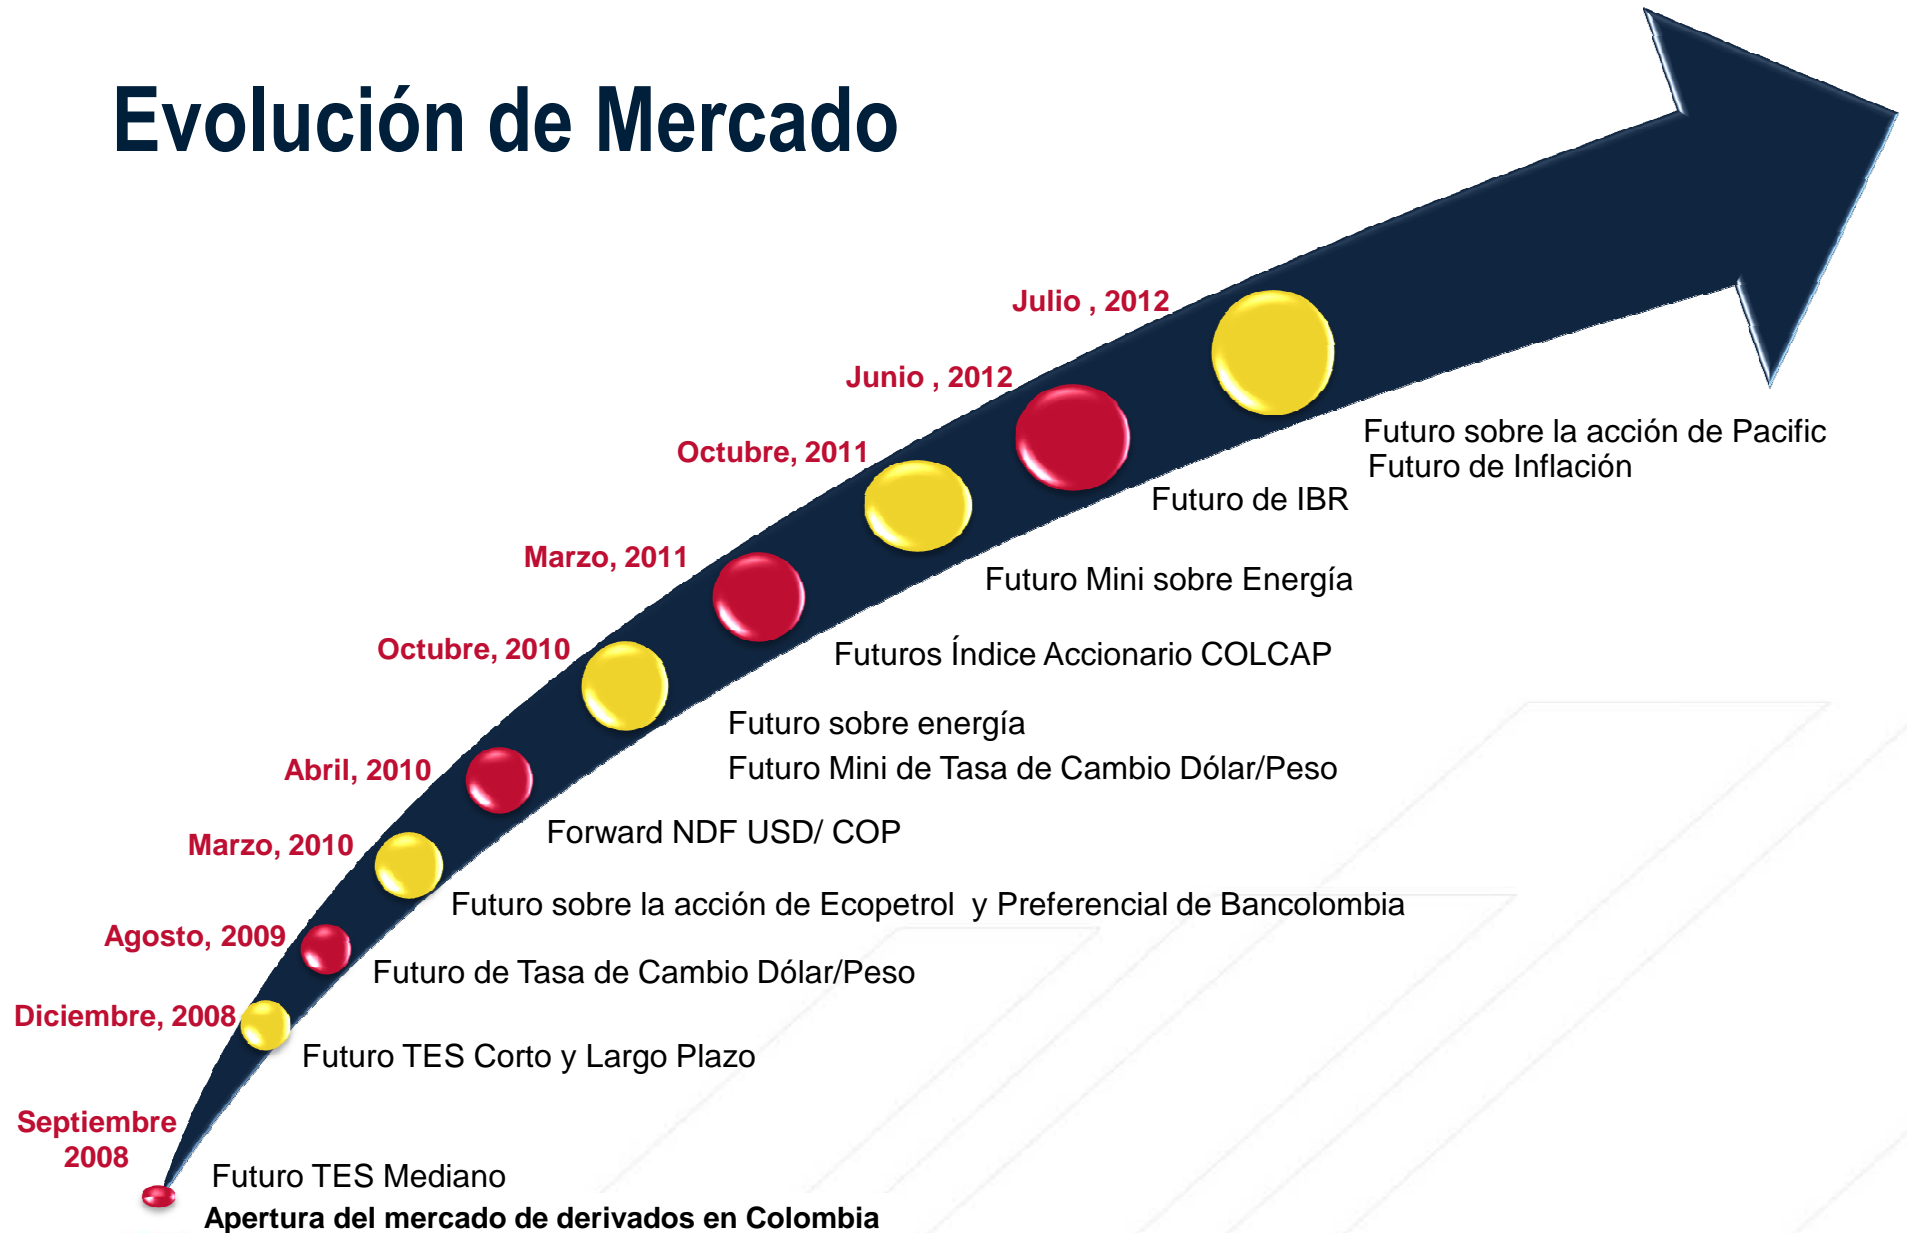 Evolución de Mercado
Julio , 2012
Futuro sobre la acción de Pacific
Futuro de Inflación
Junio , 2012
Futuro de IBR
Octubre, 2011
Futuro Mini sobre Energía
Marzo, 2011
Futuros Índice Accionario COLCAP
Octubre, 2010
Futuro sobre energía
Futuro Mini de Tasa de Cambio Dólar/Peso
Abril, 2010
Forward NDF USD/ COP
Marzo, 2010
Futuro sobre la acción de Ecopetrol y Preferencial de Bancolombia
Agosto, 2009
Futuro de Tasa de Cambio Dólar/Peso
Diciembre, 2008
Futuro TES Corto y Largo Plazo
Septiembre
2008
Futuro TES Mediano
Apertura del mercado de derivados en Colombia